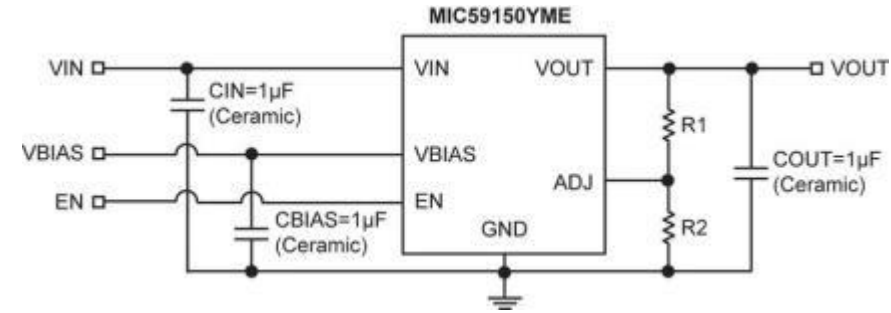 MIC59150YME
VIN
VIN
VOUT
VOUT
CIN=1µF
(Ceramic)
R1
VBIAS
VBIAS
COUT=1µF
(Ceramic)
ADJ
EN
EN
CBIAS=1µF
(Ceramic)
GND
R2